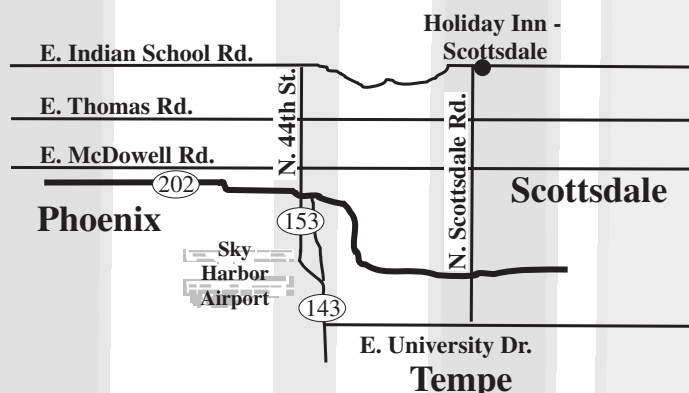 Holiday Inn -
Scottsdale
E. Indian School Rd.
N. 44th St.
E. Thomas Rd.
N. Scottsdale Rd.
E. McDowell Rd.
202
Scottsdale
Phoenix
153
Sky
Harbor
Airport
143
E. University Dr.
Tempe